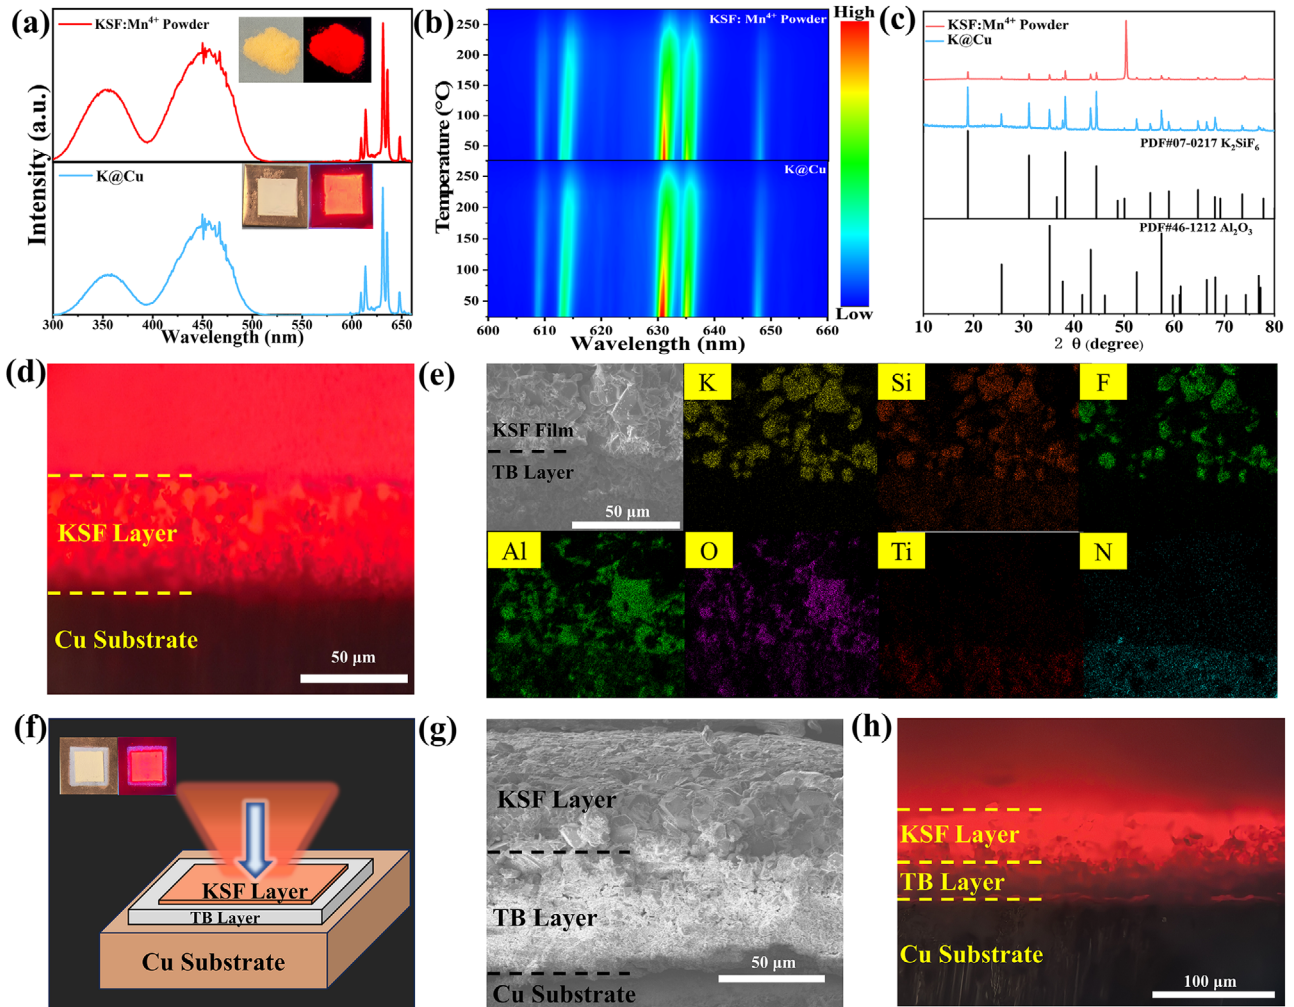 (a)
KSF:Mn⁴⁺ Powder
K@Cu
Intensity (a.u.)
300 350 400 450 500 550 600 650
Wavelength (nm)
(b)
KSF: Mn⁴⁺ Powder
250
200
150
100
50
K@Cu
250
200
150
100
50
Temperature (°C)
600 610 620 630 640 650 660
Wavelength (nm)
High
Low
(c)
KSF:Mn⁴⁺ Powder
K@Cu
PDF#07-0217 K₂SiF₆
PDF#46-1212 Al₂O₃
10 20 30 40 50 60 70 80
2 θ (degree)
(d)
KSF Layer
Cu Substrate
50 μm
(e)
KSF Film
TB Layer
50 μm
K
Si
F
Al
O
Ti
N
(f)
KSF Layer
TB Layer
Cu Substrate
(g)
KSF Layer
TB Layer
50 μm
Cu Substrate
(h)
KSF Layer
TB Layer
Cu Substrate
100 μm